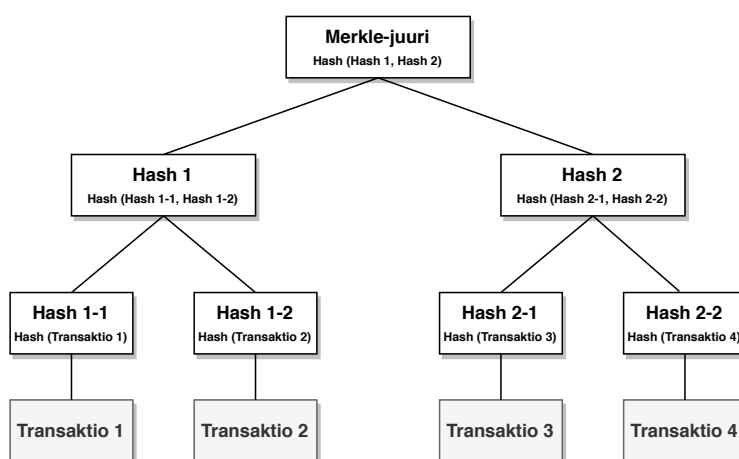 Merkle-juuri
Hash (Hash 1, Hash 2)
Hash 1
Hash (Hash 1-1, Hash 1-2)
Hash 2
Hash (Hash 2-1, Hash 2-2)
Hash 1-1
Hash (Transaktio 1)
Hash 1-2
Hash (Transaktio 2)
Hash 2-1
Hash (Transaktio 3)
Hash 2-2
Hash (Transaktio 4)
Transaktio 1
Transaktio 2
Transaktio 3
Transaktio 4